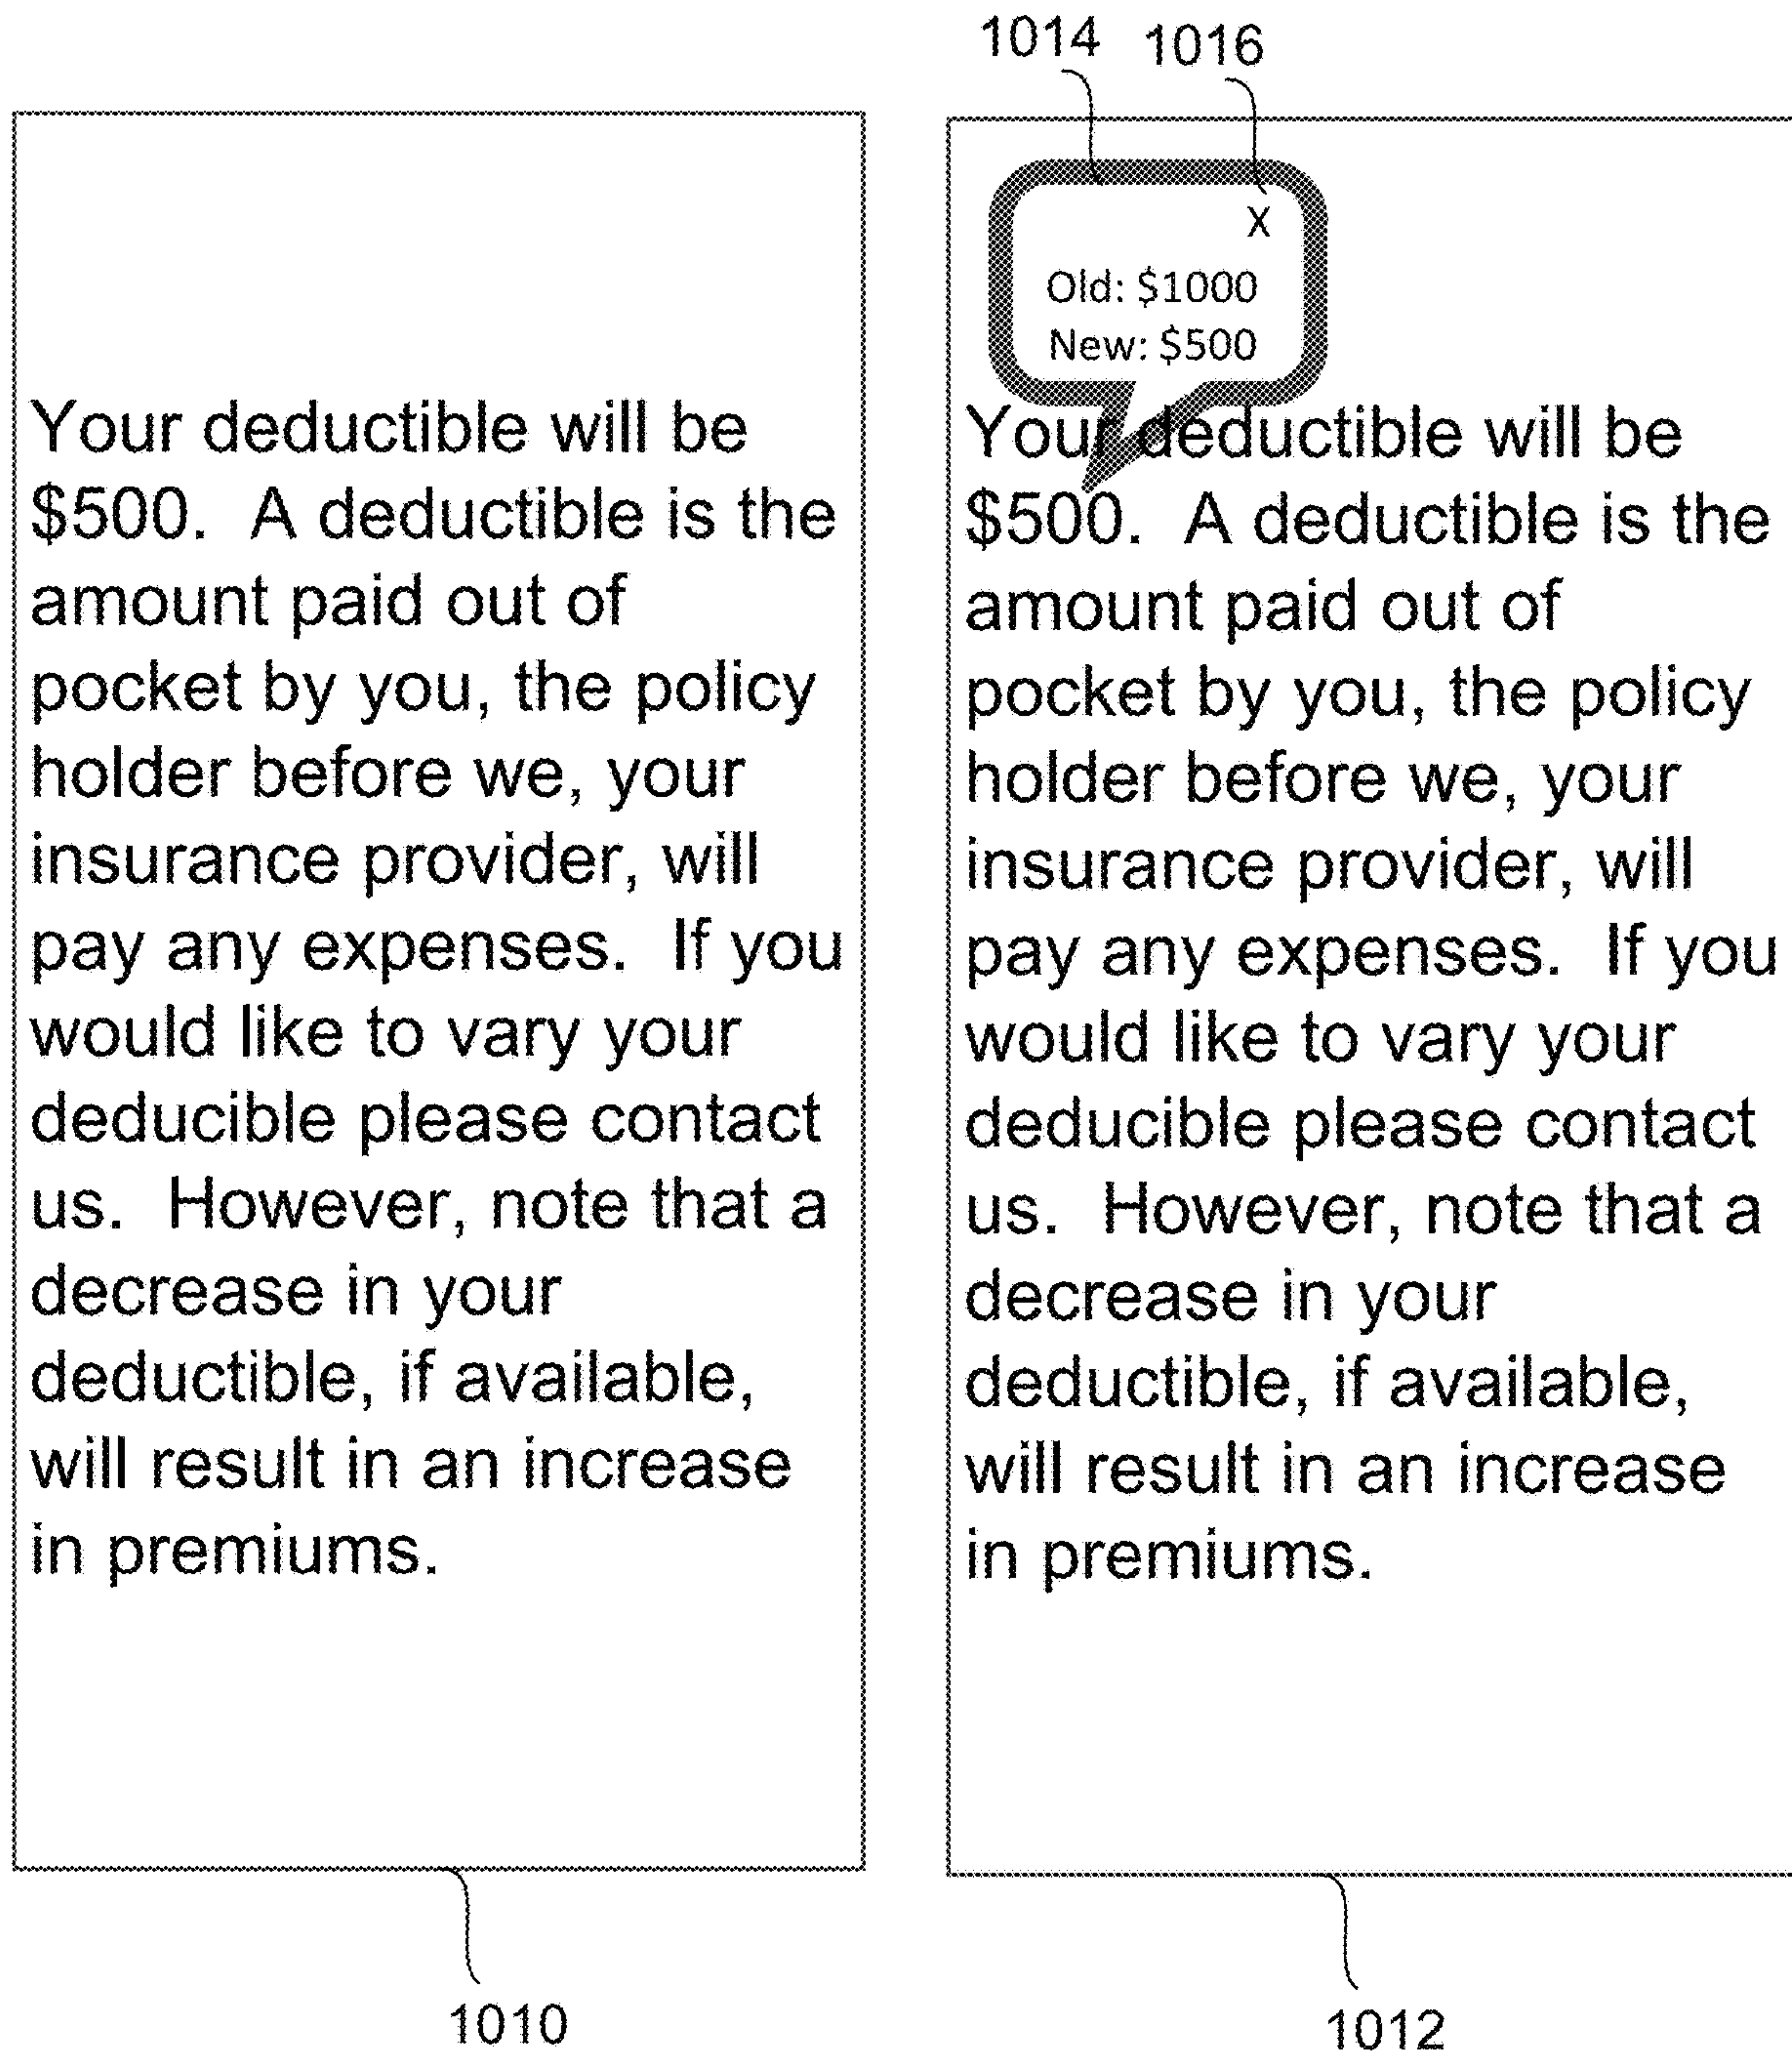 1014 1016
Your deductible will be
$500. A deductible is the
amount paid out of
pocket by you, the policy
holder before we, your
insurance provider, will
pay any expenses. If you
would like to vary your
deducible please contact
us. However, note that a
decrease in your
deductible, if available,
will result in an increase
in premiums.
1010
X
Old: $1000
New: $500
Your deductible will be
$500. A deductible is the
amount paid out of
pocket by you, the policy
holder before we, your
insurance provider, will
pay any expenses. If you
would like to vary your
deducible please contact
us. However, note that a
decrease in your
deductible, if available,
will result in an increase
in premiums.
1012